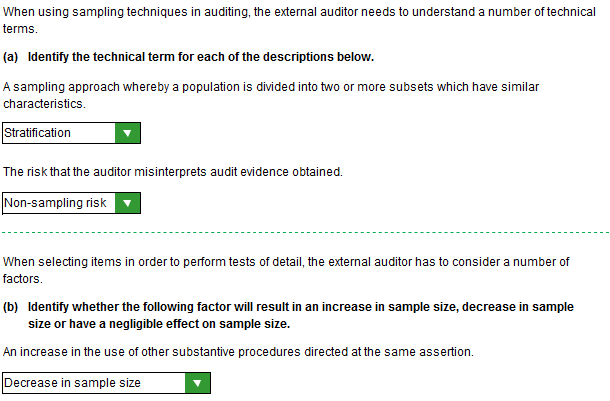 When using sampling techniques in auditing, the external auditor needs to understand a number of technical
terms.
(a) Identify the technical term for each of the descriptions below.
A sampling approach whereby a population is divided into two or more subsets which have similar
characteristics.
Stratification
The risk that the auditor misinterprets audit evidence obtained.
Non-sampling risk
When selecting items in order to perform tests of detail, the external auditor has to consider a number of
factors.
(b) Identify whether the following factor will result in an increase in sample size, decrease in sample
size or have a negligible effect on sample size.
An increase in the use of other substantive procedures directed at the same assertion.
Decrease in sample size